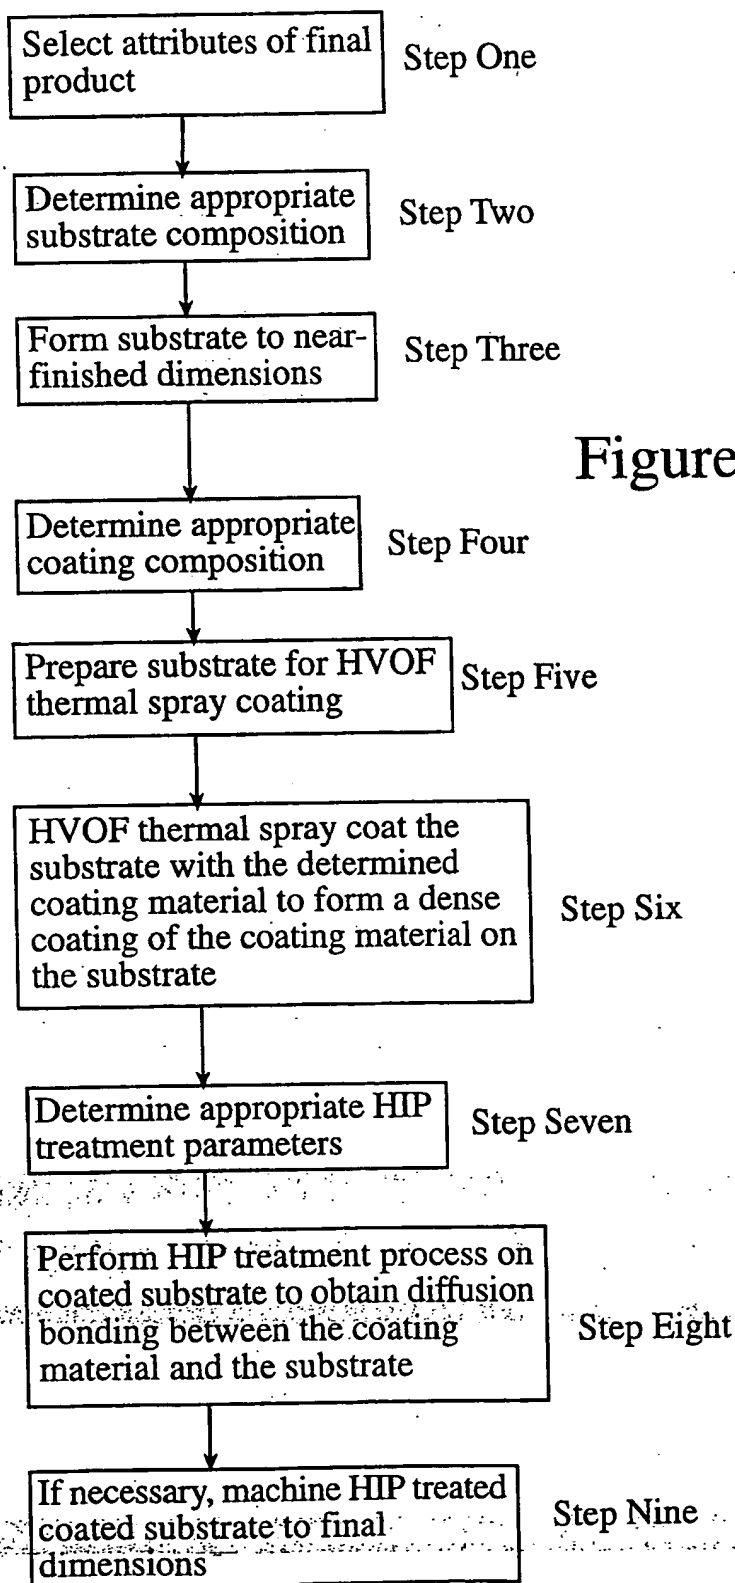 Select attributes of final
product
Step One
Determine appropriate
substrate composition
Step Two
Form substrate to near-
finished dimensions
Step Three
Figure
Determine appropriate
coating composition
Step Four
Prepare substrate for HVOF
thermal spray coating
Step Five
HVOF thermal spray coat the
substrate with the determined
coating material to form a dense
coating of the coating material on
the substrate
Step Six
Determine appropriate HIP
treatment parameters
Step Seven
Perform HIP treatment process on
coated substrate to obtain diffusion
bonding between the coating
material and the substrate
Step Eight
If necessary, machine HIP treated
coated substrate to final
dimensions
Step Nine